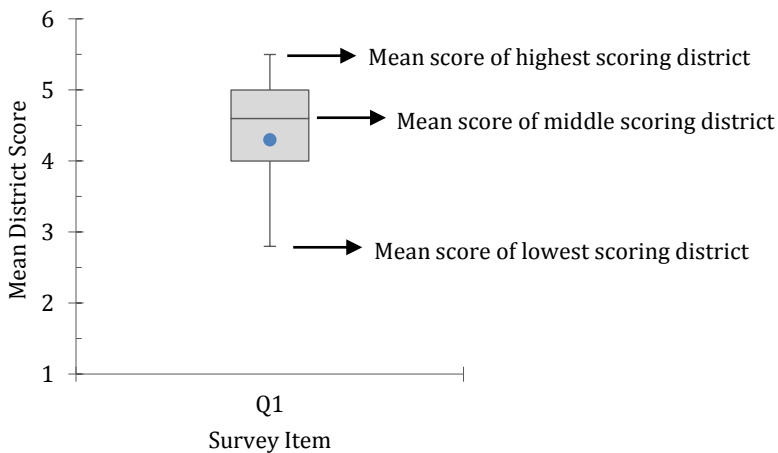 6
Mean score of highest scoring district
5
Mean score of middle scoring district
4
3
Mean score of lowest scoring district
2
1
Mean District Score
Q1
Survey Item